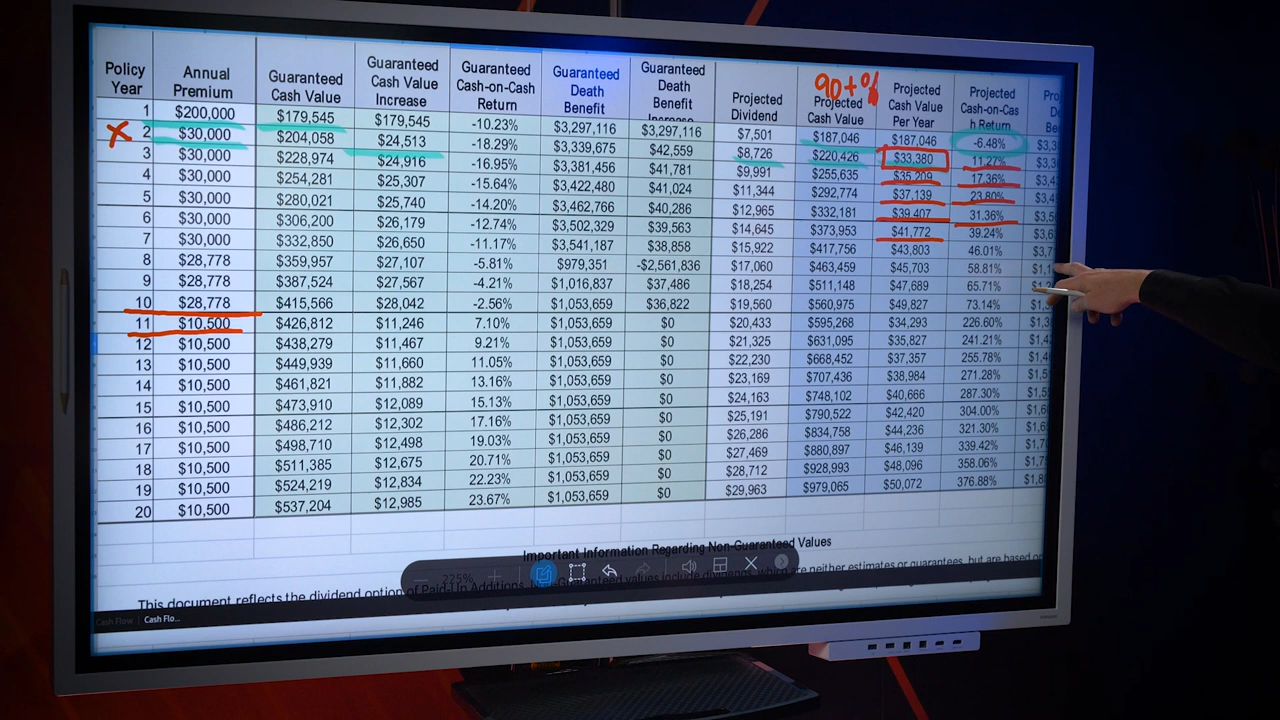 Policy Year Annual Premium Guaranteed Cash Value Guaranteed Cash Value Increase Guaranteed Cash-on-Cash Return Guaranteed Death Benefit Guaranteed Death Benefit Increase Projected Dividend 90+% Projected Cash Value Projected Cash Value Per Year Projected Cash-on-Cas h Return
1 $200,000 $179,545 $179,545 -10.23% $3,297,116 $3,297,116 $7,501 $187,046 $187,046 -6.48%
X 2 $30,000 $204,058 $24,513 -18.29% $3,339,675 $42,559 $8,726 $220,426 $33,380 11.27%
3 $30,000 $228,974 $24,916 -16.95% $3,381,456 $41,781 $9,991 $255,635 $35,209 17.36%
4 $30,000 $254,281 $25,307 -15.64% $3,422,480 $41,024 $11,344 $292,774 $37,139 23.80%
5 $30,000 $280,021 $25,740 -14.20% $3,462,766 $40,286 $12,965 $332,181 $39,407 31.36%
6 $30,000 $306,200 $26,179 -12.74% $3,502,329 $39,563 $14,645 $373,953 $41,772 39.24%
7 $30,000 $332,850 $26,650 -11.17% $3,541,187 $38,858 $15,922 $417,756 $43,803 46.01%
8 $28,778 $359,957 $27,107 -5.81% $979,351 -$2,561,836 $17,060 $463,459 $45,703 58.81%
9 $28,778 $387,524 $27,567 -4.21% $1,016,837 $37,486 $18,254 $511,148 $47,689 65.71%
10 $28,778 $415,566 $28,042 -2.56% $1,053,659 $36,822 $19,560 $560,975 $49,827 73.14%
11 $10,500 $426,812 $11,246 7.10% $1,053,659 $0 $20,433 $595,268 $34,293 226.60%
12 $10,500 $438,279 $11,467 9.21% $1,053,659 $0 $21,325 $631,095 $35,827 241.21%
13 $10,500 $449,939 $11,660 11.05% $1,053,659 $0 $22,230 $668,452 $37,357 255.78%
14 $10,500 $461,821 $11,882 13.16% $1,053,659 $0 $23,169 $707,436 $38,984 271.28%
15 $10,500 $473,910 $12,089 15.13% $1,053,659 $0 $24,163 $748,102 $40,666 287.30%
16 $10,500 $486,212 $12,302 17.16% $1,053,659 $0 $25,191 $790,522 $42,420 304.00%
17 $10,500 $498,710 $12,498 19.03% $1,053,659 $0 $26,286 $834,758 $44,236 321.30%
18 $10,500 $511,385 $12,675 20.71% $1,053,659 $0 $27,469 $880,897 $46,139 339.42%
19 $10,500 $524,219 $12,834 22.23% $1,053,659 $0 $28,712 $928,993 $48,096 358.06%
20 $10,500 $537,204 $12,985 23.67% $1,053,659 $0 $29,963 $979,065 $50,072 376.88%
Important Information Regarding Non-Guaranteed Values
225%
This document reflects the dividend option of Paid-Up Additions. Non-Guaranteed values include dividends, which are neither estimates or guarantees, but are based
Cash Flow Cash Flo...
SAMSUNG